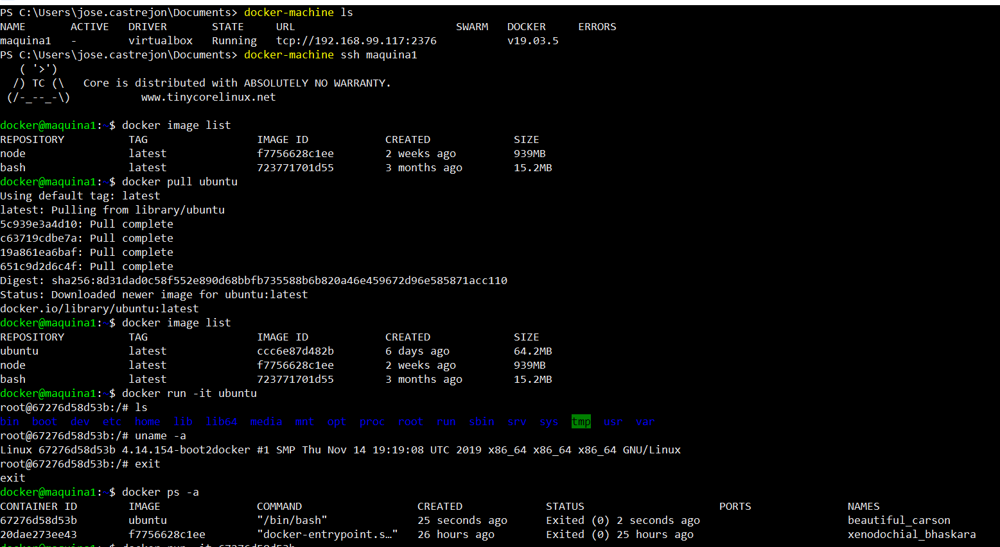 PS C:\Users\jose.castrejon\Documents> docker-machine ls
NAME       ACTIVE   DRIVER       STATE     URL                         SWARM   DOCKER     ERRORS
maquina1   -        virtualbox   Running   tcp://192.168.99.117:2376           v19.03.5
PS C:\Users\jose.castrejon\Documents> docker-machine ssh maquina1
   ( '>')
  /) TC (\   Core is distributed with ABSOLUTELY NO WARRANTY.
 (/-_--_-\)           www.tinycorelinux.net
docker@maquina1:~$ docker image list
REPOSITORY          TAG                 IMAGE ID            CREATED             SIZE
node                latest              f7756628c1ee        2 weeks ago         939MB
bash                latest              723771701d55        3 months ago        15.2MB
docker@maquina1:~$ docker pull ubuntu
Using default tag: latest
latest: Pulling from library/ubuntu
5c939e3a4d10: Pull complete
c63719cdbe7a: Pull complete
19a861ea6baf: Pull complete
651c9d2d6c4f: Pull complete
Digest: sha256:8d31dad0c58f552e890d68bbfb735588b6b820a46e459672d96e585871acc110
Status: Downloaded newer image for ubuntu:latest
docker.io/library/ubuntu:latest
docker@maquina1:~$ docker image list
REPOSITORY          TAG                 IMAGE ID            CREATED             SIZE
ubuntu              latest              ccc6e87d482b        6 days ago          64.2MB
node                latest              f7756628c1ee        2 weeks ago         939MB
bash                latest              723771701d55        3 months ago        15.2MB
docker@maquina1:~$ docker run -it ubuntu
root@67276d58d53b:/# ls
bin  boot  dev  etc  home  lib  lib64  media  mnt  opt  proc  root  run  sbin  srv  sys  tmp  usr  var
root@67276d58d53b:/# uname -a
Linux 67276d58d53b 4.14.154-boot2docker #1 SMP Thu Nov 14 19:19:08 UTC 2019 x86_64 x86_64 x86_64 GNU/Linux
root@67276d58d53b:/# exit
exit
docker@maquina1:~$ docker ps -a
CONTAINER ID        IMAGE               COMMAND                  CREATED             STATUS                     PORTS               NAMES
67276d58d53b        ubuntu              "/bin/bash"              25 seconds ago      Exited (0) 2 seconds ago                       beautiful_carson
20dae273ee43        f7756628c1ee        "docker-entrypoint.s…"   26 hours ago        Exited (0) 25 hours ago                        xenodochial_bhaskara
docker@maquina1:~$ docker run -it 67276d58d53b